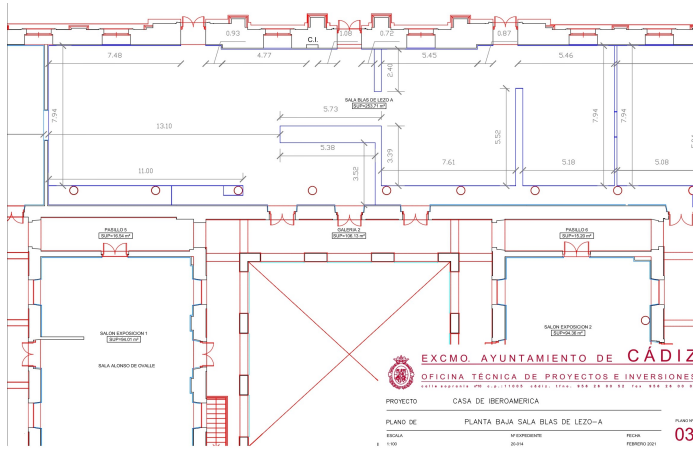 0.93
C.I.
1.08
0.72
0.87
7.48
4.77
5.45
5.46
2.40
SALA BLAS DE LEZO A
SUP=252,71 m²
7.94
5.73
13.10
5.52
7.94
5.38
3.39
11.00
3.52
7.61
5.18
5.08
PASILLO 5
SUP=16.54 m²
GALERIA 2
SUP=106.13 m²
PASILLO 6
SUP=15.20 m²
SALON EXPOSICION 1
SUP=94.01 m²
SALA ALONSO DE OVALLE
SALON EXPOSICION 2
SUP=94.36 m²
EXCMO. AYUNTAMIENTO DE CÁDIZ
OFICINA TÉCNICA DE PROYECTOS E INVERSIONES
PROYECTO CASA DE IBEROAMERICA
PLANO DE PLANTA BAJA SALA BLAS DE LEZO-A
PLANO Nº
ESCALA Nº EXPEDIENTE FECHA
03
1:100 20-014 FEBRERO 2021